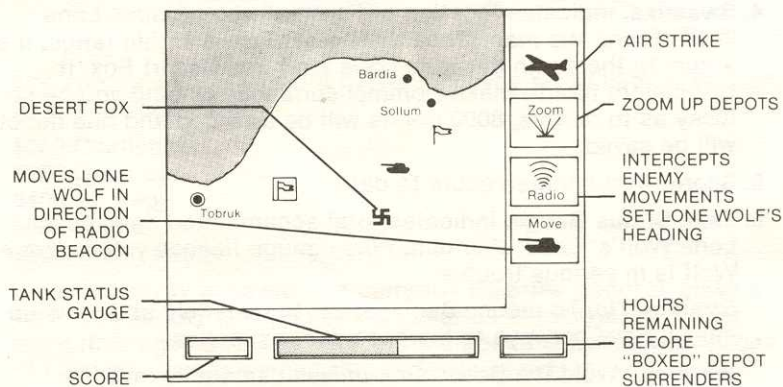 AIR STRIKE
Bardia
DESERT FOX
Sollum
Zoom
ZOOM UP DEPOTS
MOVES LONE
WOLF IN
DIRECTION
OF RADIO
BEACON
Tobruk
Radio
INTERCEPTS
ENEMY
MOVEMENTS
SET LONE WOLF'S
HEADING
Move
TANK STATUS
GAUGE
SCORE
HOURS
REMAINING
BEFORE
"BOXED" DEPOT
SURRENDERS